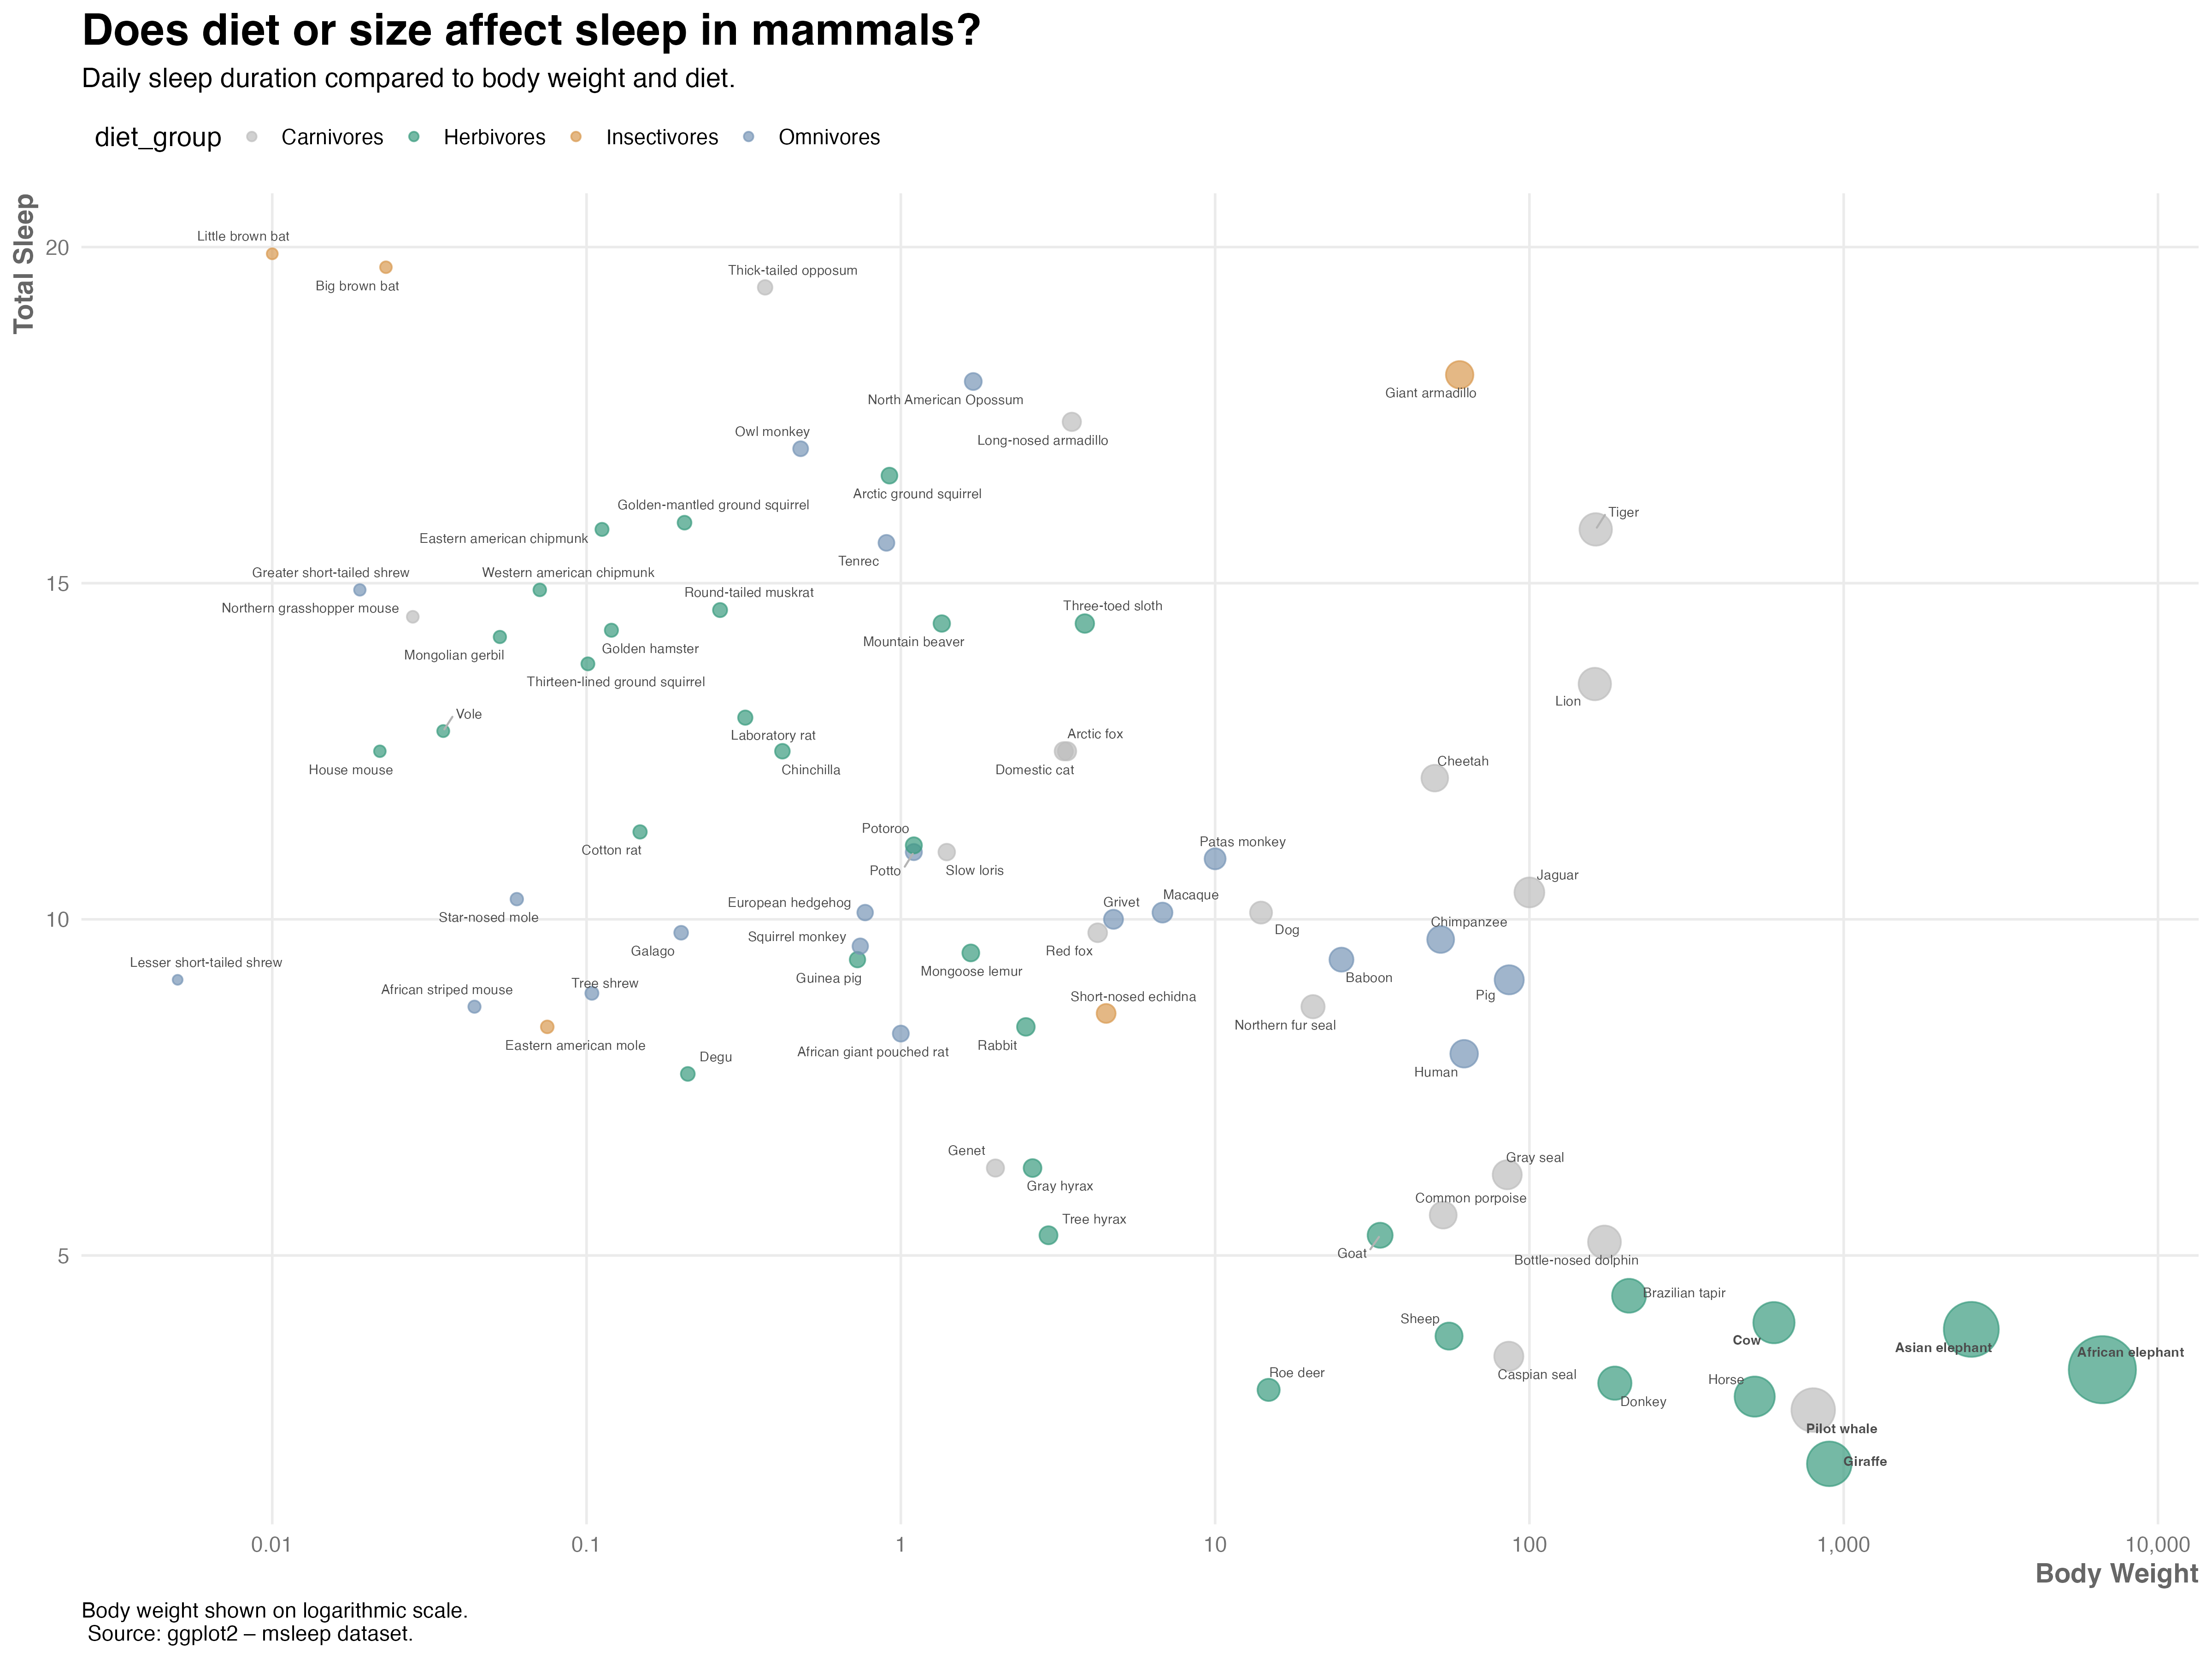 Does diet or size affect sleep in mammals?
Daily sleep duration compared to body weight and diet.
diet_group Carnivores Herbivores Insectivores Omnivores
Total Sleep
20
15
10
5
Little brown bat
Big brown bat
Thick-tailed opposum
North American Opossum
Giant armadillo
Owl monkey
Long-nosed armadillo
Arctic ground squirrel
Golden-mantled ground squirrel
Tiger
Eastern american chipmunk
Tenrec
Greater short-tailed shrew
Western american chipmunk
Round-tailed muskrat
Northern grasshopper mouse
Three-toed sloth
Mountain beaver
Golden hamster
Mongolian gerbil
Thirteen-lined ground squirrel
Lion
Vole
Laboratory rat
Arctic fox
House mouse
Chinchilla
Domestic cat
Cheetah
Potoroo
Cotton rat
Patas monkey
Potto
Slow loris
Jaguar
European hedgehog
Macaque
Grivet
Star-nosed mole
Chimpanzee
Dog
Squirrel monkey
Galago
Red fox
Lesser short-tailed shrew
Guinea pig
Mongoose lemur
Baboon
Tree shrew
African striped mouse
Short-nosed echidna
Pig
Northern fur seal
Eastern american mole
African giant pouched rat
Rabbit
Degu
Human
Genet
Gray hyrax
Gray seal
Common porpoise
Tree hyrax
Goat
Bottle-nosed dolphin
Brazilian tapir
Sheep
Cow
Asian elephant
African elephant
Roe deer
Caspian seal
Horse
Donkey
Pilot whale
Giraffe
0.01 0.1 1 10 100 1,000 10,000
Body Weight
Body weight shown on logarithmic scale.
Source: ggplot2 – msleep dataset.